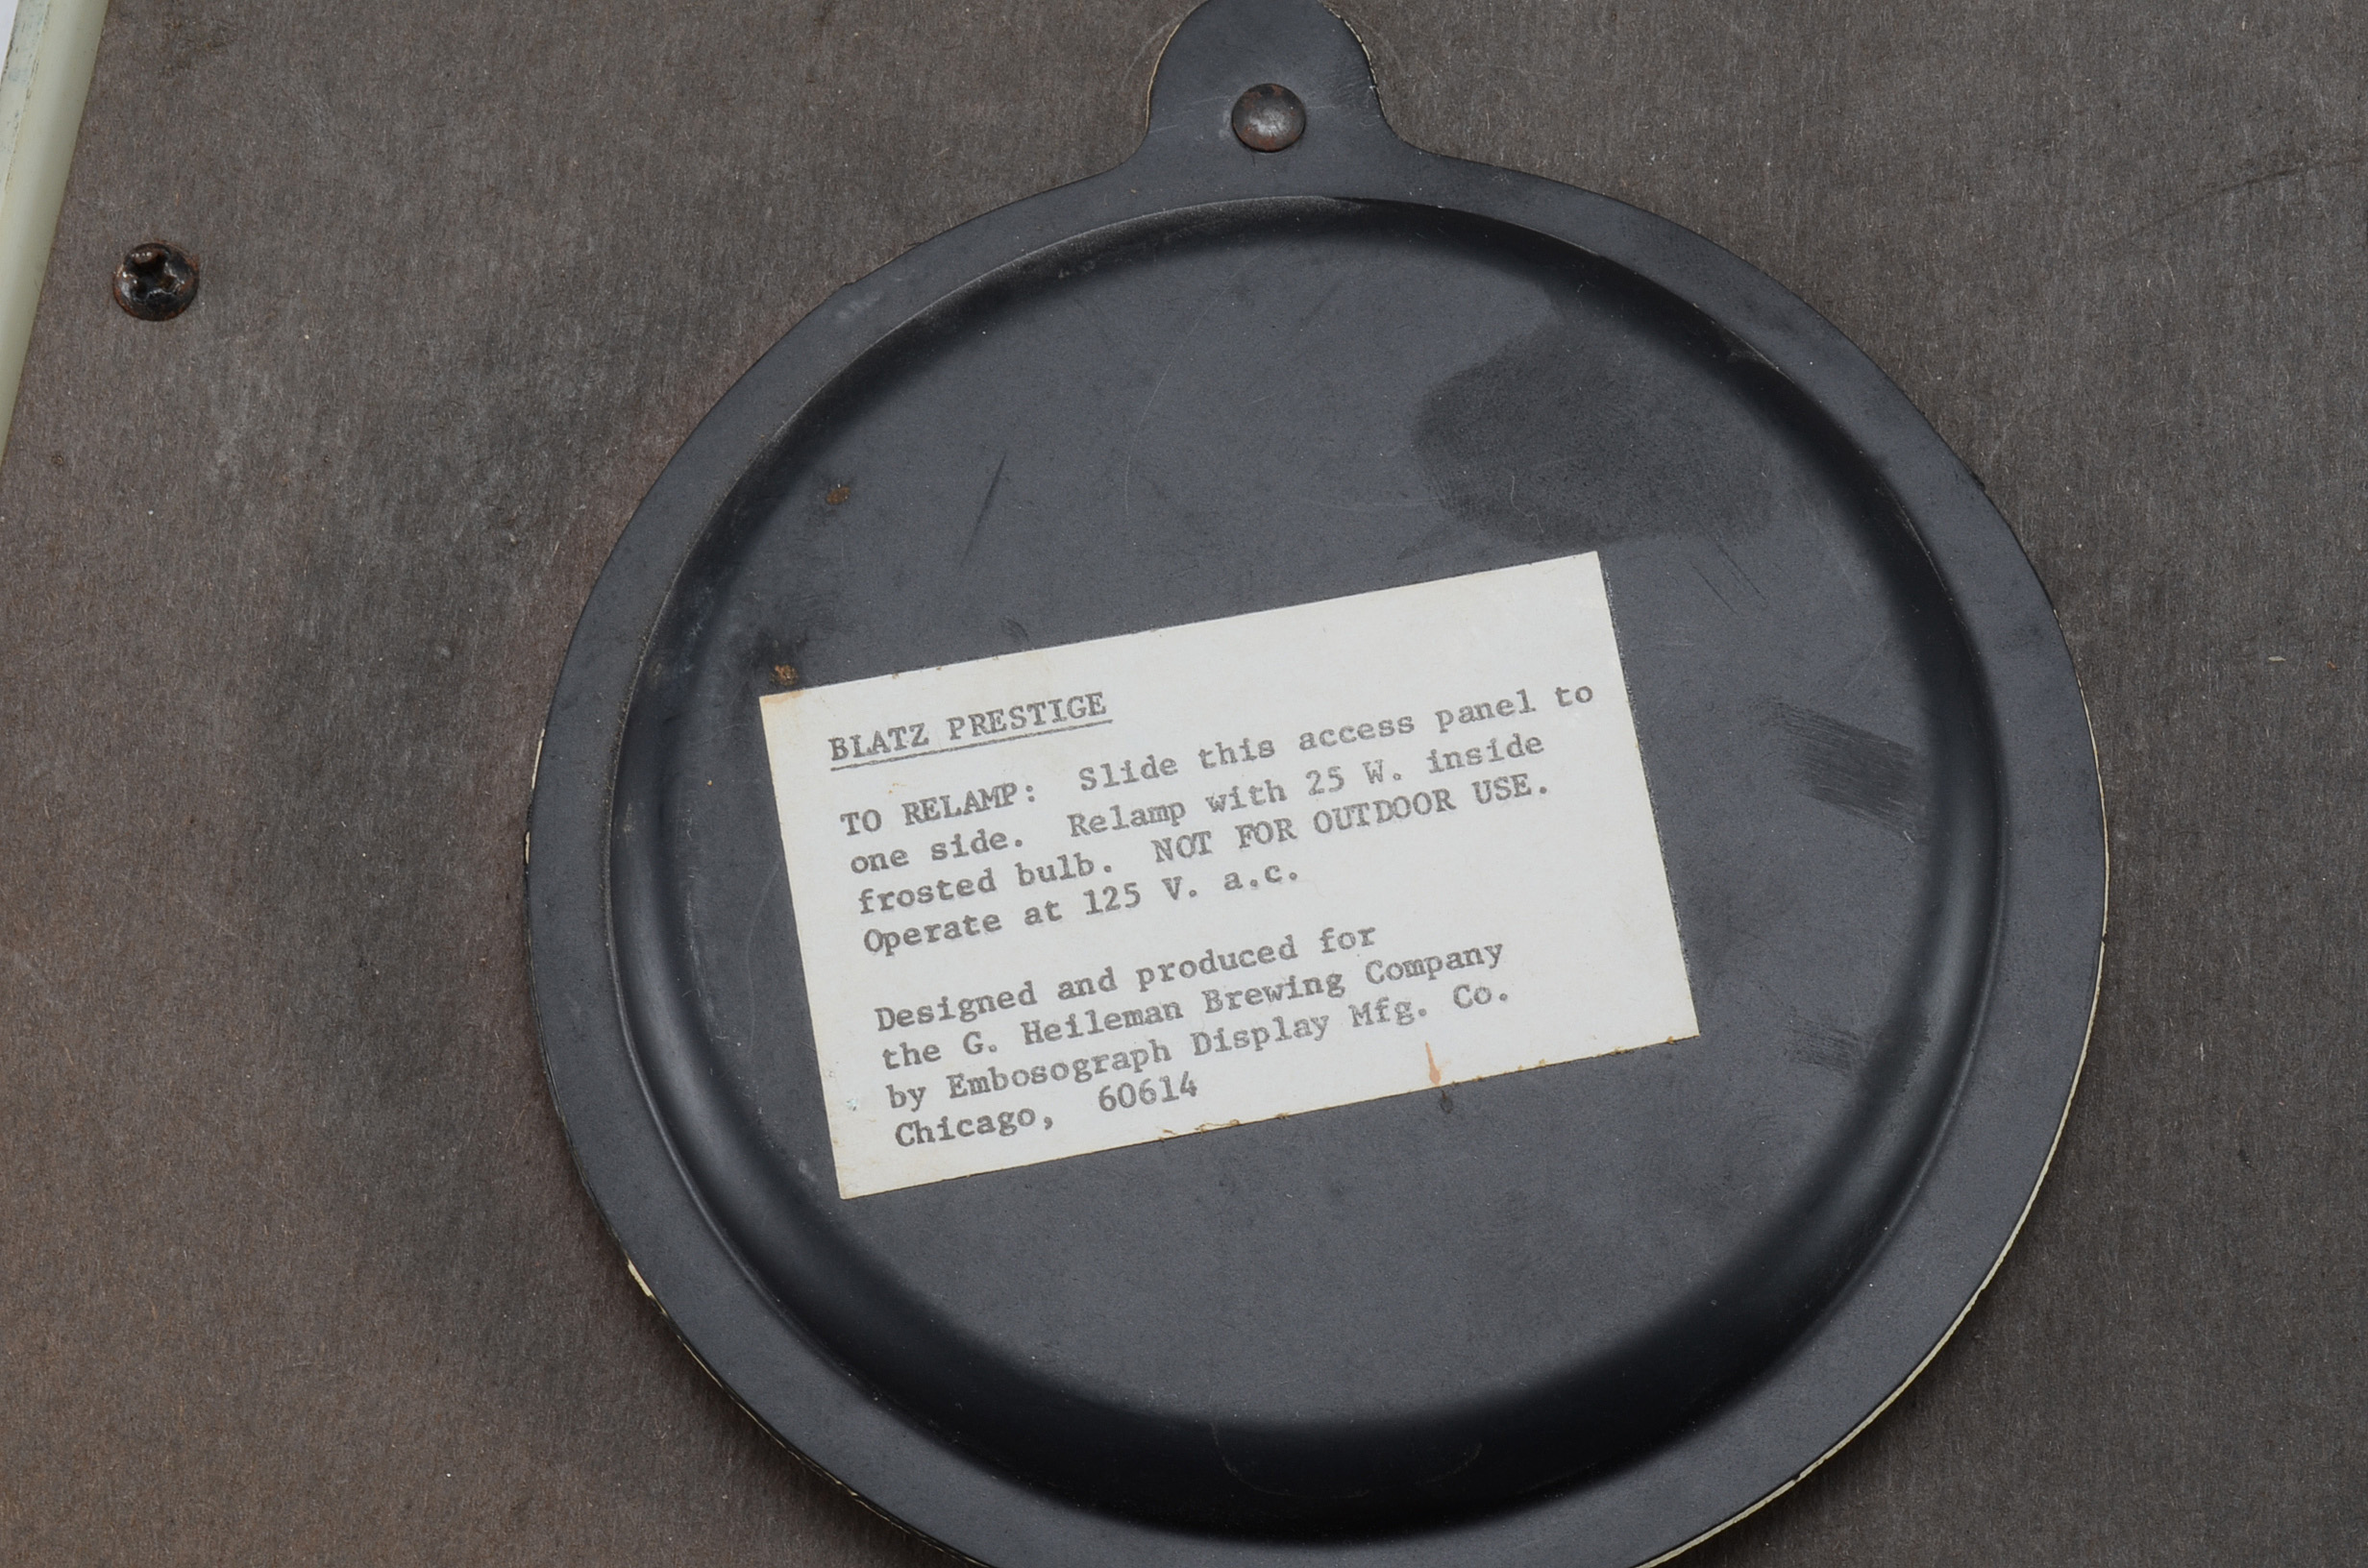 BLATZ PRESTIGE
TO RELAMP: Slide this access panel to
one side. Relamp with 25 W. inside
frosted bulb. NOT FOR OUTDOOR USE.
Operate at 125 V. a.c.
Designed and produced for
the G. Heileman Brewing Company
by Embosograph Display Mfg. Co.
Chicago, 60614